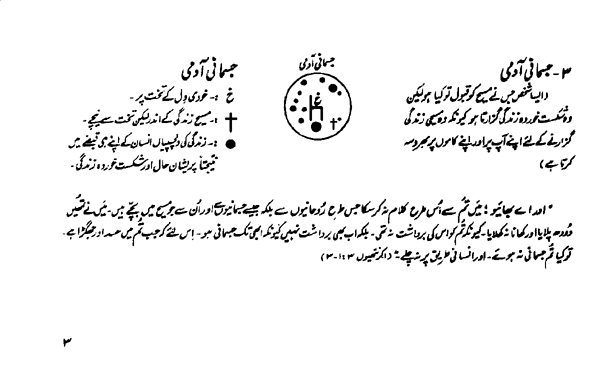 ۳- جسمانی آدمی
(ایسا شخص جس نے مسیح کو قبول تو کیا ہو لیکن
وہ شکست خوردہ زندگی گزارتا ہو کیونکہ وہ مسیحی زندگی
گزارنے کے لئے اپنے آپ پر اور اپنے کاموں پر بھروسہ
کرتا ہے)
جسمانی آدمی
خ
جسمانی آدمی
خ :- خودی دل کے تخت پر -
† :- مسیح زندگی کے اندر لیکن تخت سے نیچے -
● :- زندگی کی دلچسپیاں انسان کے اپنے ہی قبضے میں
نتیجتاً پریشان حال اور شکست خوردہ زندگی -
" اور اے بھائیو! میں تم سے اُس طرح کلام نہ کر سکا جس طرح روحانیوں سے بلکہ جیسے جسمانیوں سے اور اُن سے جو مسیح میں بچے ہیں - میں نے تمہیں
دودھ پلایا اور کھانا نہ کھلایا - کیونکہ تم کو اس کی برداشت نہ تھی - بلکہ اب بھی برداشت نہیں کیونکہ ابھی تک جسمانی ہو - اِس لئے کہ جب تم میں حسد اور جھگڑا ہے -
تو کیا تم جسمانی نہ ہوئے - اور انسانی طریق پر نہ چلے " (۱ کرنتھیوں ۳:۱-۳)
۳